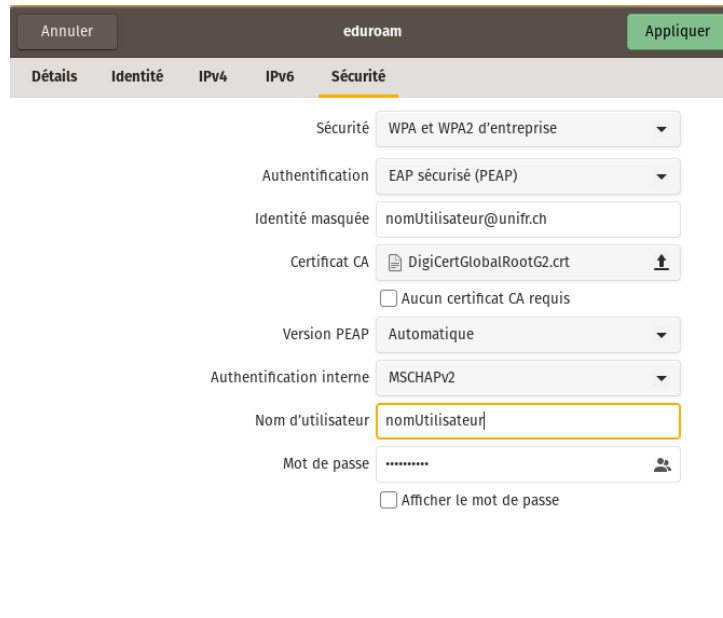 Annuler eduroam Appliquer
Détails Identité IPv4 IPv6 Sécurité
Sécurité WPA et WPA2 d’entreprise
Authentification EAP sécurisé (PEAP)
Identité masquée nomUtilisateur@unifr.ch
Certificat CA DigiCertGlobalRootG2.crt
Aucun certificat CA requis
Version PEAP Automatique
Authentification interne MSCHAPv2
Nom d’utilisateur nomUtilisateur
Mot de passe ••••••••••
Afficher le mot de passe